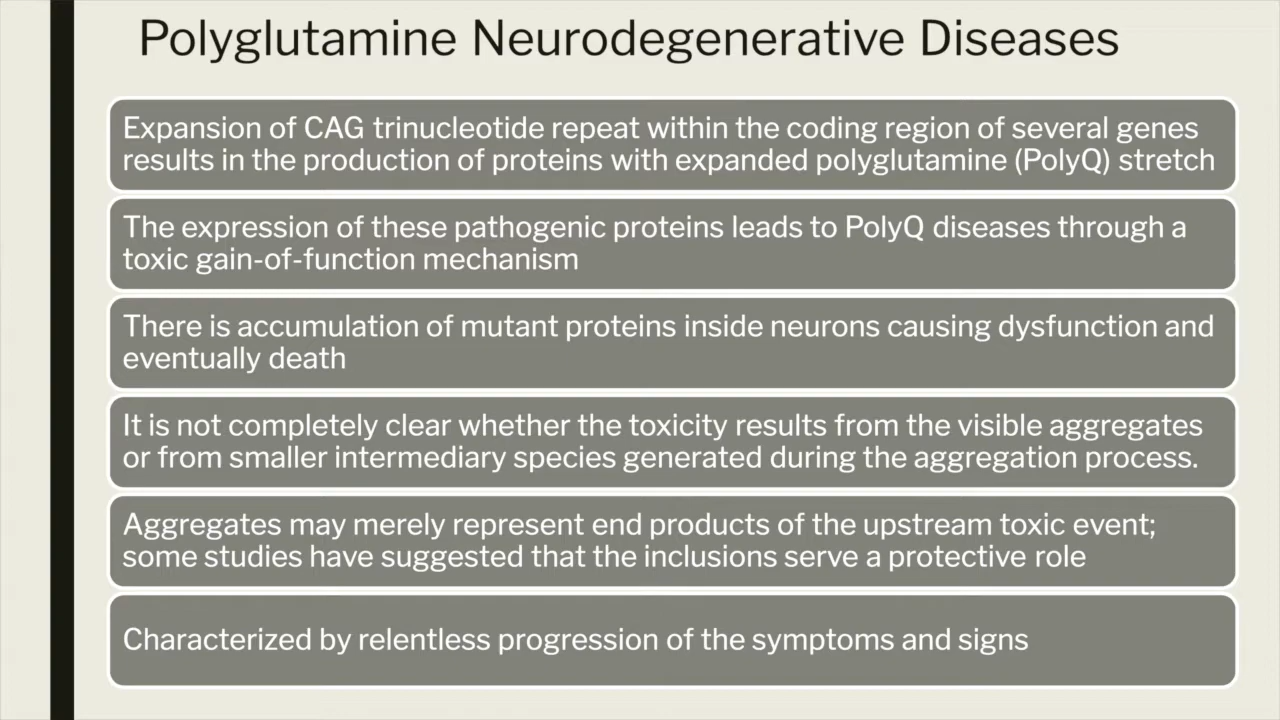 Polyglutamine Neurodegenerative Diseases
Expansion of CAG trinucleotide repeat within the coding region of several genes
results in the production of proteins with expanded polyglutamine (PolyQ) stretch
The expression of these pathogenic proteins leads to PolyQ diseases through a
toxic gain-of-function mechanism
There is accumulation of mutant proteins inside neurons causing dysfunction and
eventually death
It is not completely clear whether the toxicity results from the visible aggregates
or from smaller intermediary species generated during the aggregation process.
Aggregates may merely represent end products of the upstream toxic event;
some studies have suggested that the inclusions serve a protective role
Characterized by relentless progression of the symptoms and signs